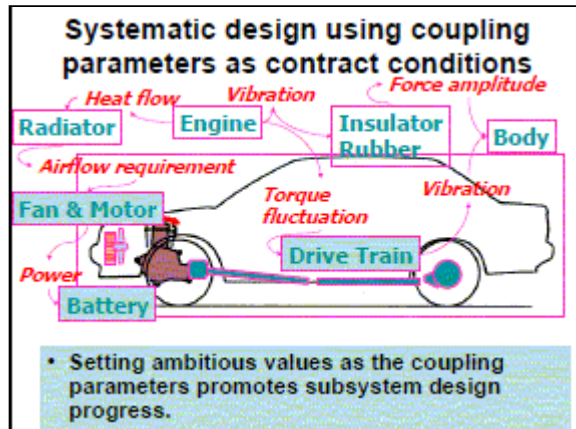 Systematic design using coupling
parameters as contract conditions
Force amplitude
Heat flow
Vibration
Radiator
Engine
Insulator
Rubber
Body
Airflow requirement
Fan & Motor
Torque
fluctuation
Vibration
Drive Train
Power
Battery
• Setting ambitious values as the coupling
parameters promotes subsystem design
progress.